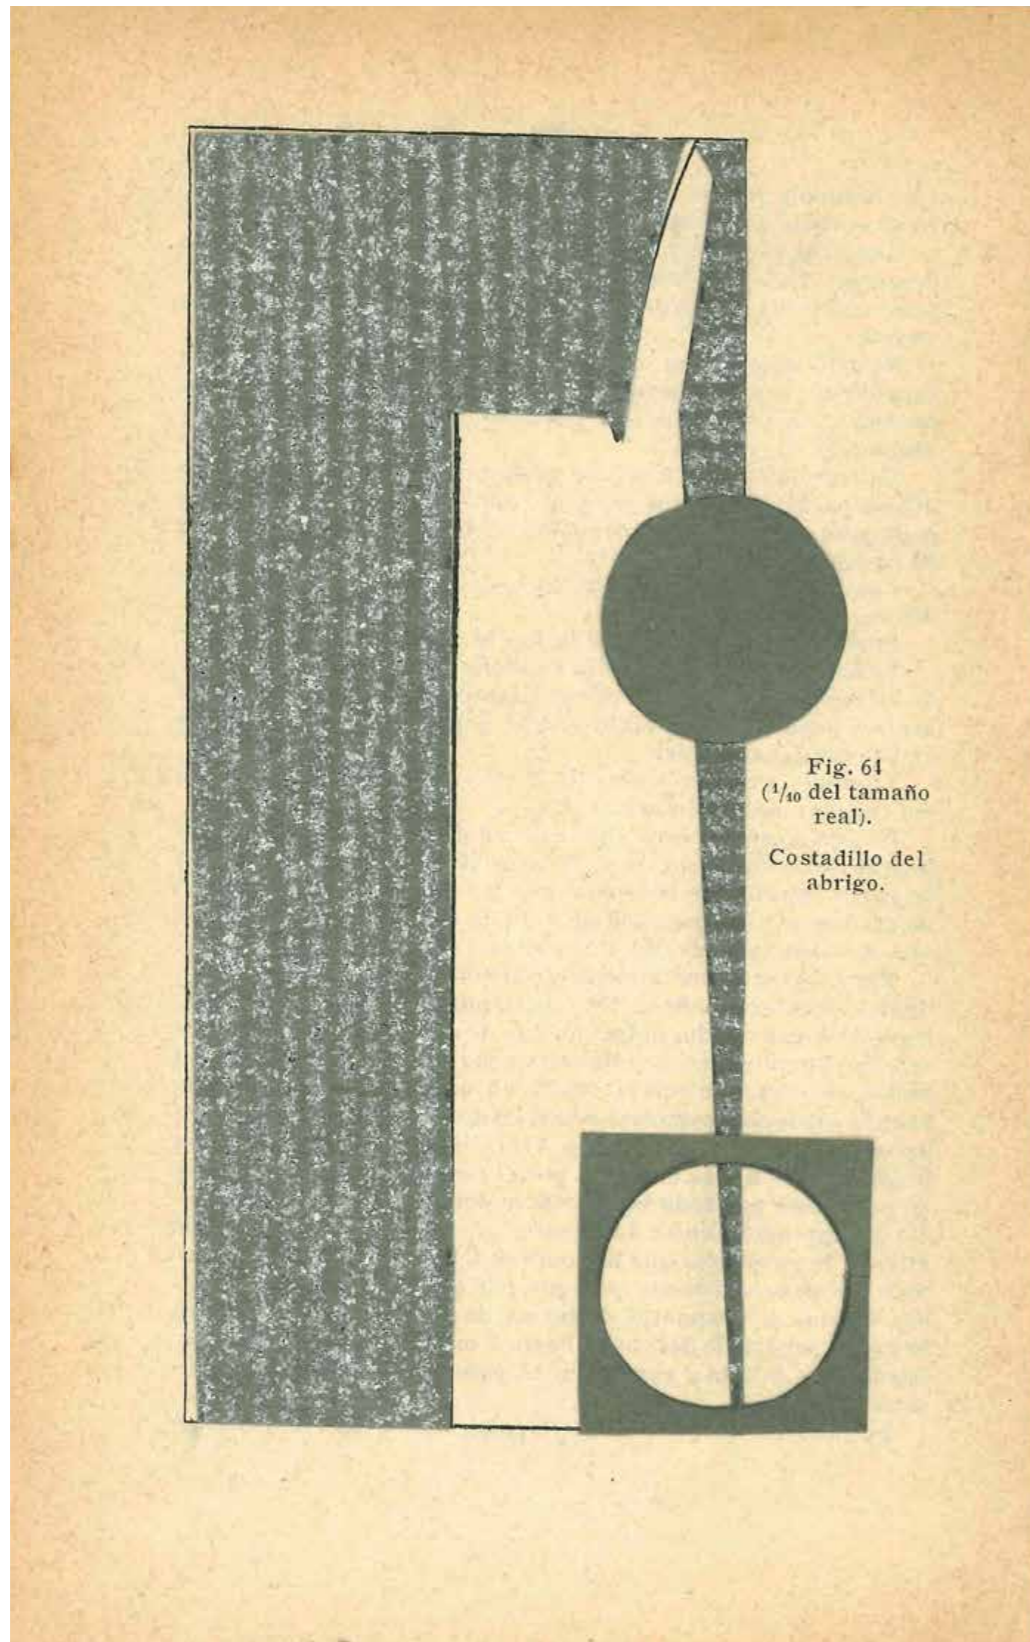 Fig. 61
(¹/₁₀ del tamaño
real).
Costadillo del
abrigo.